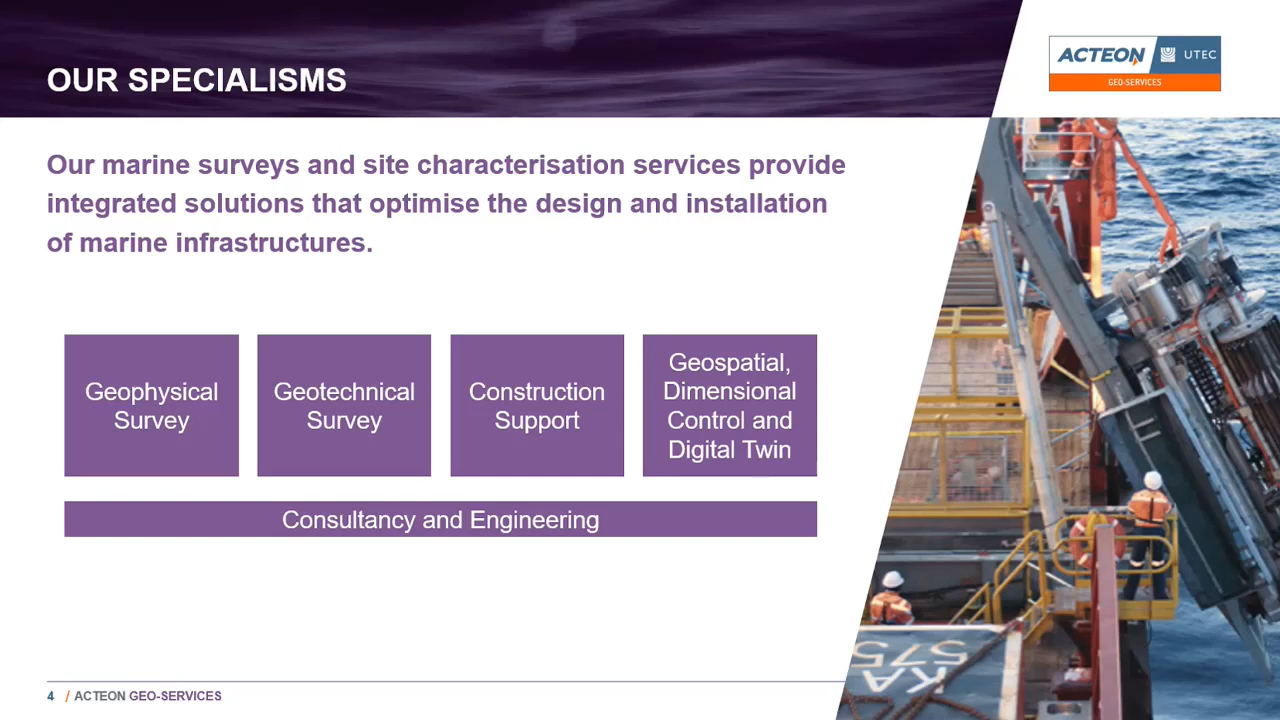 OUR SPECIALISMS
ACTEON
UTEC
GEO-SERVICES
Our marine surveys and site characterisation services provide
integrated solutions that optimise the design and installation
of marine infrastructures.
Geophysical
Survey
Geotechnical
Survey
Construction
Support
Geospatial,
Dimensional
Control and
Digital Twin
Consultancy and Engineering
KA
575
4 / ACTEON GEO-SERVICES